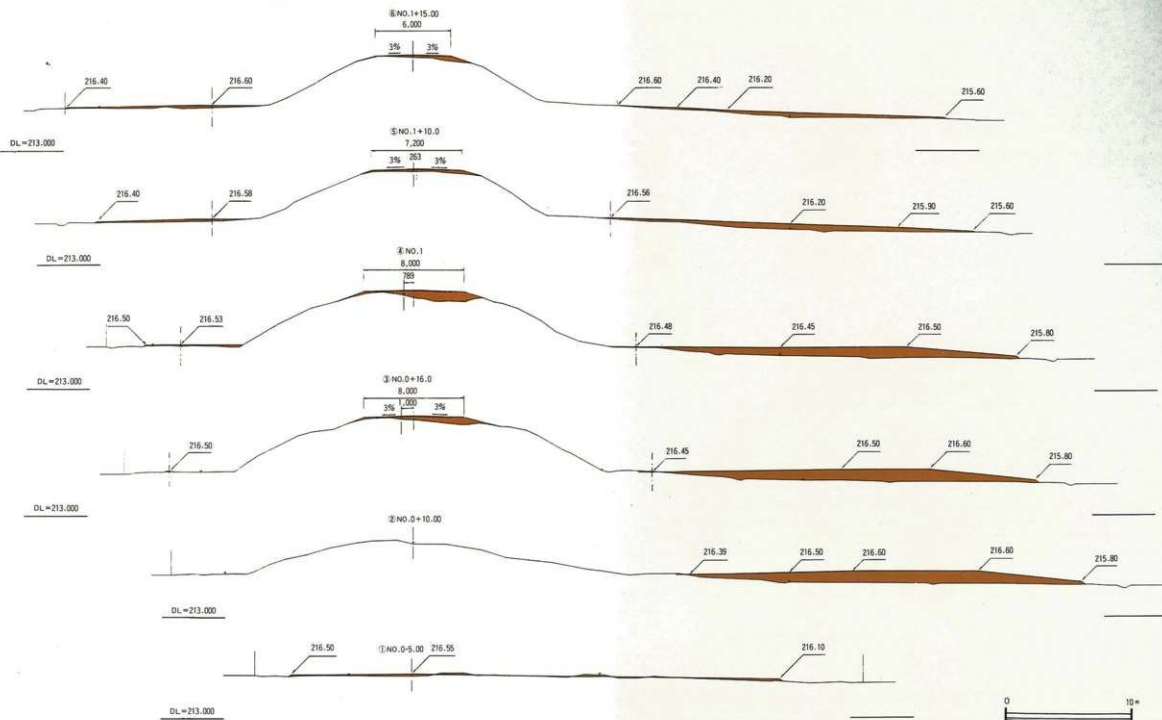 ⑥NO.1+15.00
6,000
3% 3%
216.40 216.60 216.60 216.40 216.20 215.60
DL=213.000
⑤NO.1+10.0
7,200
3% 263 3%
216.40 216.58 216.56 216.20 215.90 215.60
DL=213.000
④NO.1
8,000
789
216.50 216.53 216.48 216.45 216.50 215.80
DL=213.000
③NO.0+16.0
8,000
1,000
3% 3%
216.50 216.45 216.50 216.60 215.80
DL=213.000
②NO.0+10.00
216.39 216.50 216.60 216.60 215.80
DL=213.000
216.50 ①NO.0-5.00 216.55 216.10
DL=213.000
0 10m